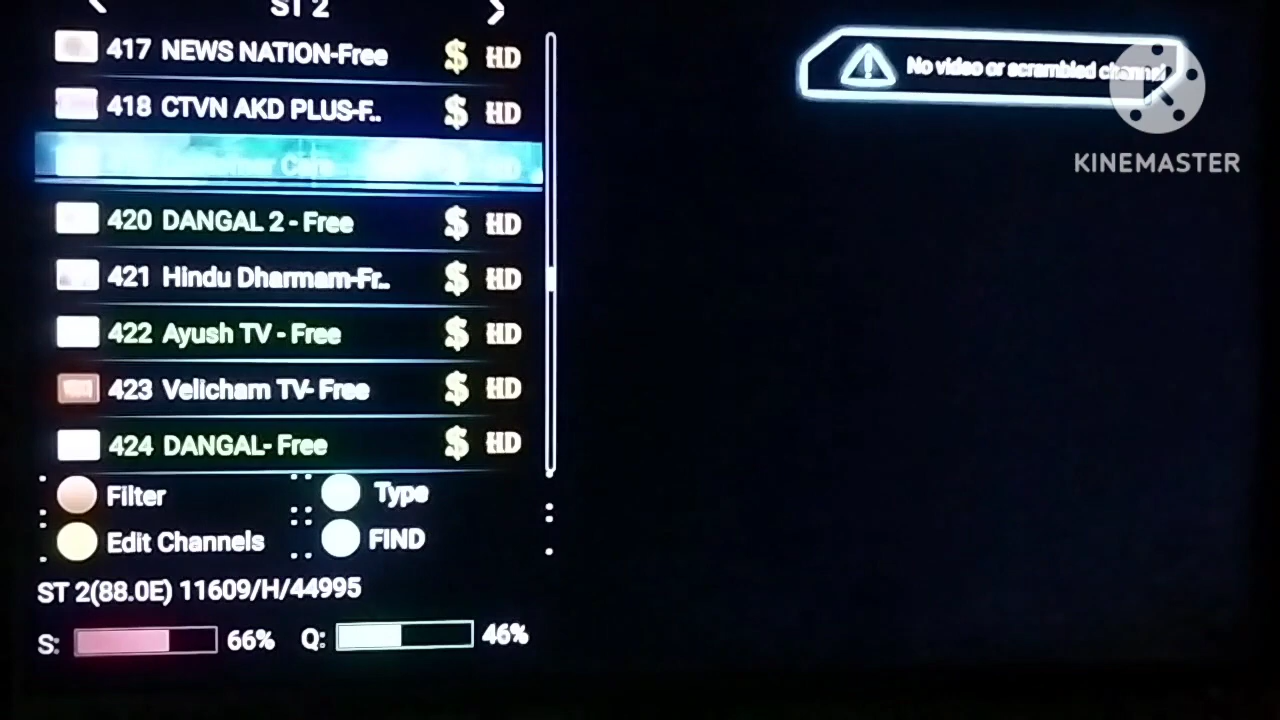 ST 2
417 NEWS NATION-Free $ HD
418 CTVN AKD PLUS-F.. $ HD
420 DANGAL 2 - Free $ HD
421 Hindu Dharmam-Fr.. $ HD
422 Ayush TV - Free $ HD
423 Velicham TV- Free $ HD
424 DANGAL- Free $ HD
Filter Type
Edit Channels FIND
ST 2(88.0E) 11609/H/44995
S: 66% Q: 46%
No video or scrambled channel
KINEMASTER